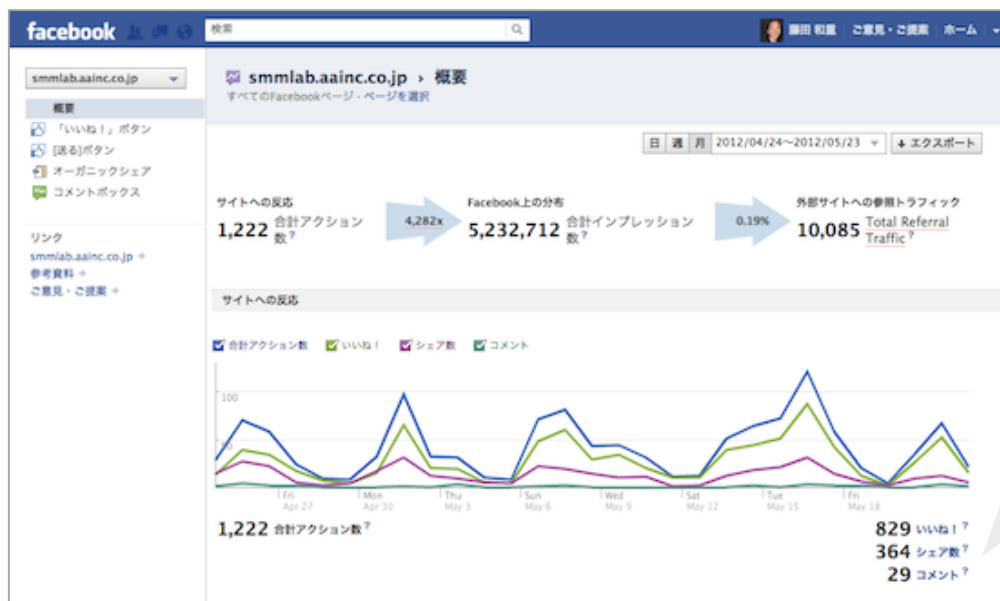 facebook
検索
藤田 和重
ご意見・ご提案
ホーム
smmlab.aainc.co.jp
概要
「いいね！」ボタン
[送る]ボタン
オーガニックシェア
コメントボックス
リンク
smmlab.aainc.co.jp
参考資料
ご意見・ご提案
smmlab.aainc.co.jp › 概要
すべてのFacebookページ - ページを選択
日 週 月 2012/04/24～2012/05/23
エクスポート
サイトへの反応
1,222 合計アクション
数?
4,282x
Facebook上の分布
5,232,712 合計インプレッション
数?
0.19%
外部サイトへの参照トラフィック
10,085 Total Referral
Traffic?
サイトへの反応
合計アクション数 いいね！ シェア数 コメント
100
Fri Mon Thu Sun Wed Sat Tue Fri
Apr 27 Apr 30 May 3 May 6 May 9 May 12 May 15 May 18
1,222 合計アクション数?
829 いいね！?
364 シェア数?
29 コメント?